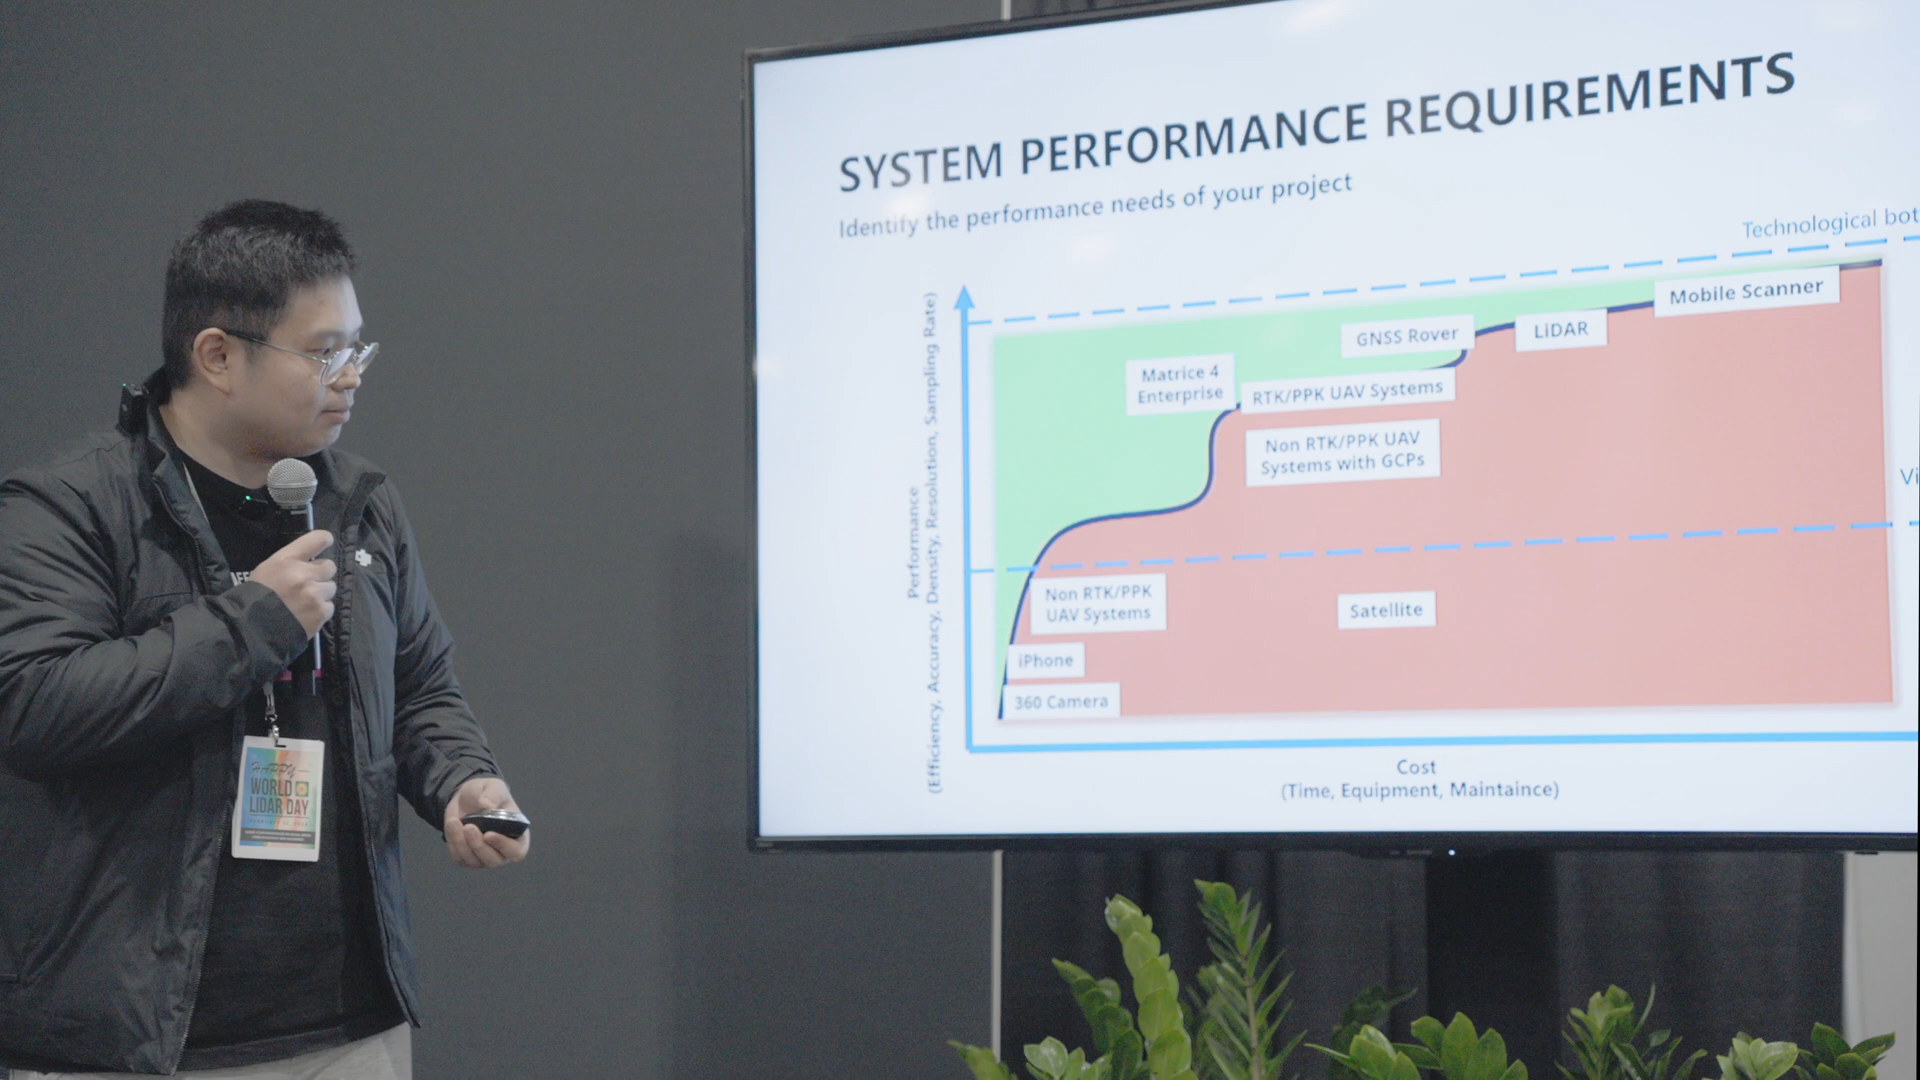 SYSTEM PERFORMANCE REQUIREMENTS
Identify the performance needs of your project
Technological bot
Performance
(Efficiency, Accuracy, Density, Resolution, Sampling Rate)
Mobile Scanner
GNSS Rover
LiDAR
Matrice 4
Enterprise
RTK/PPK UAV Systems
Non RTK/PPK UAV
Systems with GCPs
Vi
Non RTK/PPK
UAV Systems
Satellite
iPhone
360 Camera
Cost
(Time, Equipment, Maintaince)
HAPPY
WORLD
LIDAR DAY